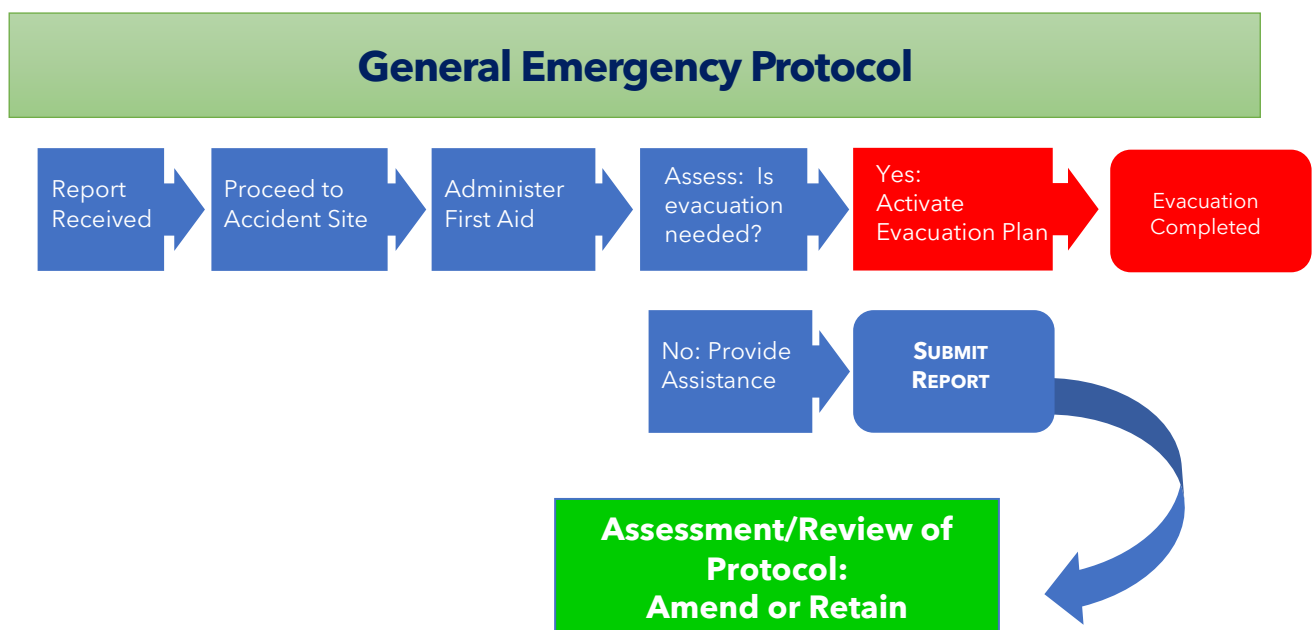 General Emergency Protocol
Report
Received
Proceed to
Accident Site
Administer
First Aid
Assess: Is
evacuation
needed?
Yes:
Activate
Evacuation Plan
Evacuation
Completed
No: Provide
Assistance
SUBMIT
REPORT
Assessment/Review of
Protocol:
Amend or Retain